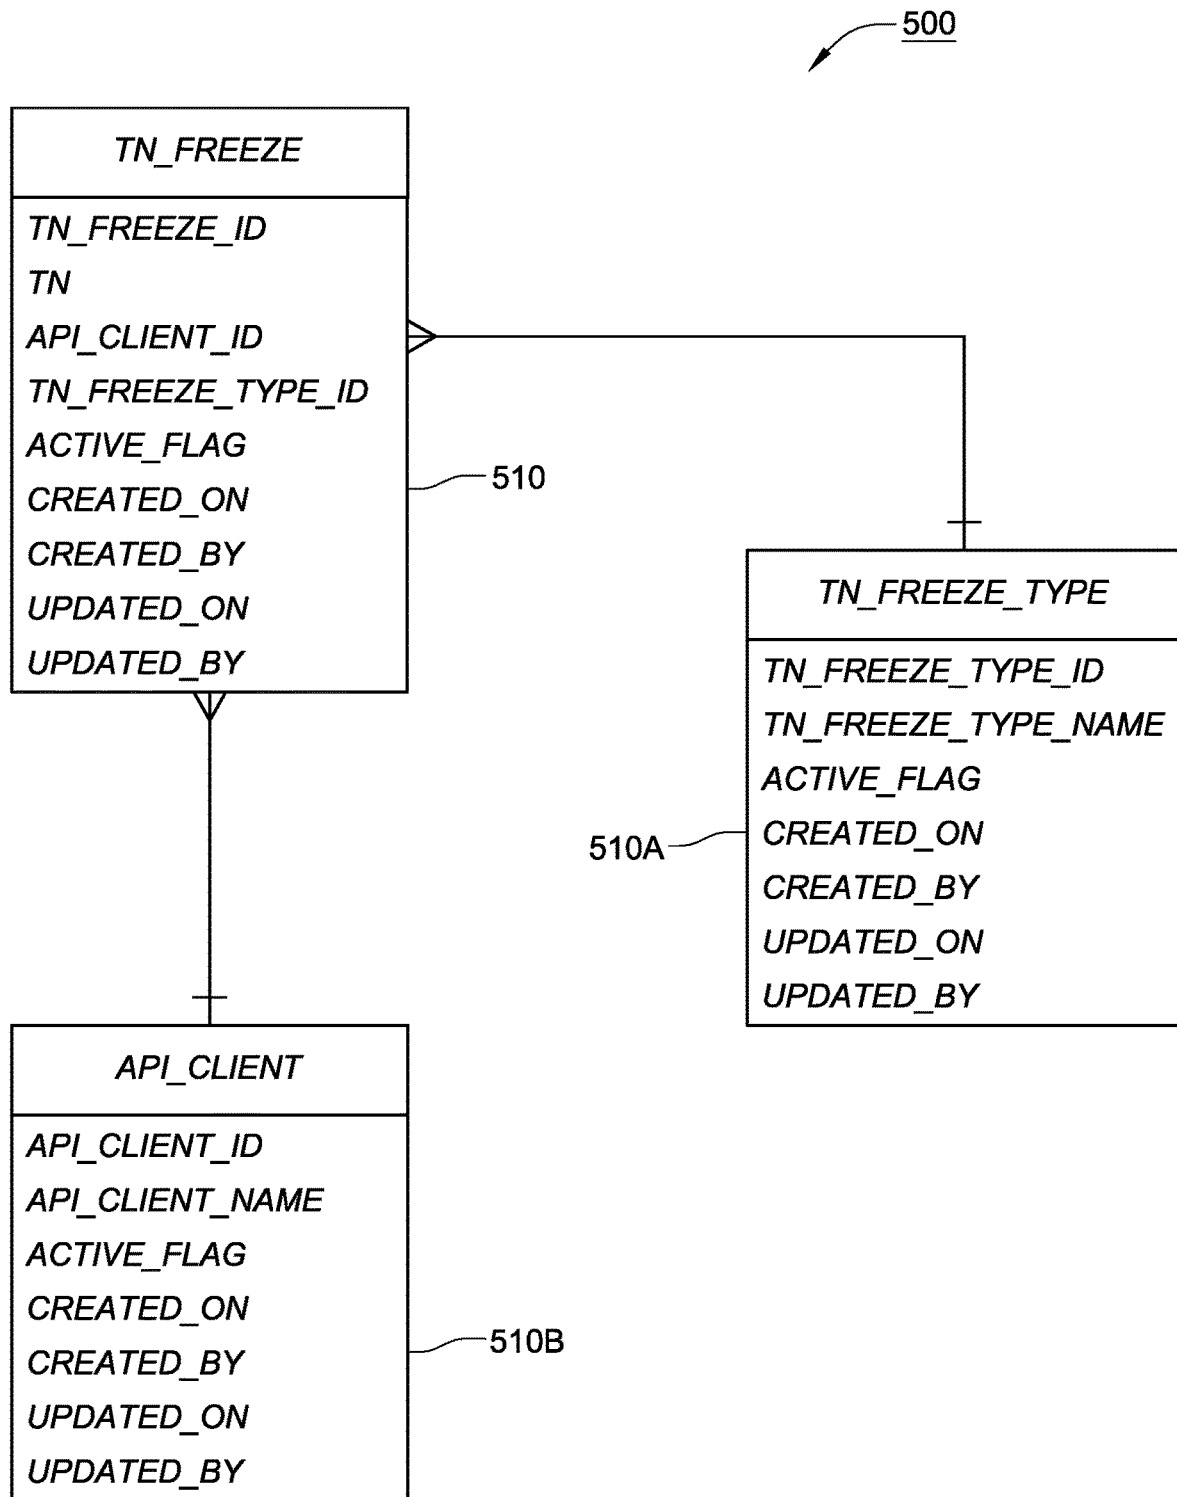 500
TN_FREEZE
TN_FREEZE_ID
TN
API_CLIENT_ID
TN_FREEZE_TYPE_ID
ACTIVE_FLAG
CREATED_ON
CREATED_BY
UPDATED_ON
UPDATED_BY
510
TN_FREEZE_TYPE
TN_FREEZE_TYPE_ID
TN_FREEZE_TYPE_NAME
ACTIVE_FLAG
CREATED_ON
CREATED_BY
UPDATED_ON
UPDATED_BY
510A
API_CLIENT
API_CLIENT_ID
API_CLIENT_NAME
ACTIVE_FLAG
CREATED_ON
CREATED_BY
UPDATED_ON
UPDATED_BY
510B